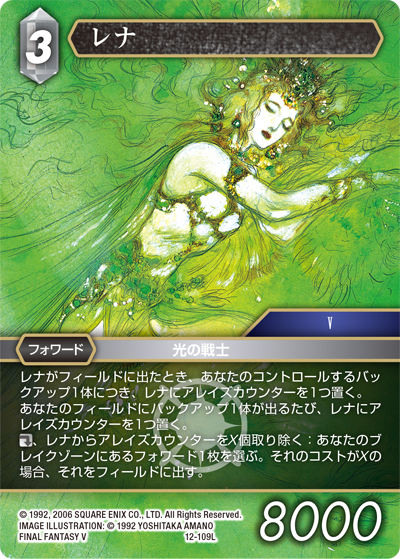 3
レナ
V
フォワード
光の戦士
レナがフィールドに出たとき、あなたのコントロールするバッ
クアップ1体につき、レナにアレイズカウンターを1つ置く。
あなたのフィールドにバックアップ1体が出るたび、レナにア
レイズカウンターを1つ置く。
、レナからアレイズカウンターをX個取り除く：あなたのブ
レイクゾーンにあるフォワード1枚を選ぶ。それのコストがXの
場合、それをフィールドに出す。
© 1992, 2006 SQUARE ENIX CO., LTD. All Rights Reserved.
IMAGE ILLUSTRATION: © 1992 YOSHITAKA AMANO
FINAL FANTASY V 12-109L
8000